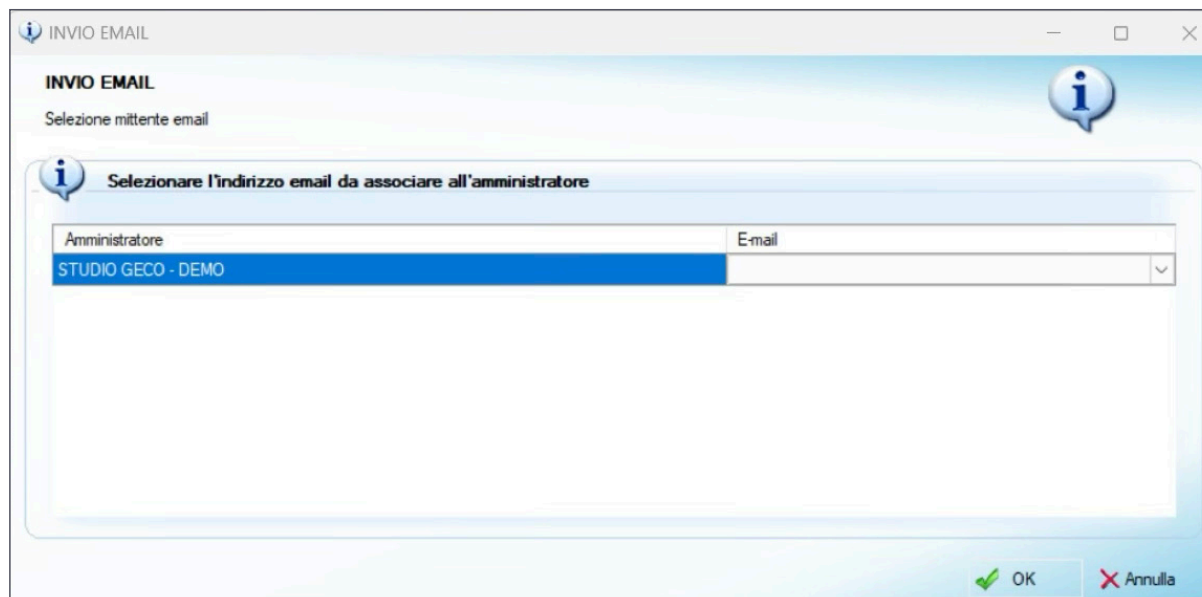 INVIO EMAIL
INVIO EMAIL
Selezione mittente email
Selezionare l'indirizzo email da associare all'amministratore
Amministratore E-mail
STUDIO GECO - DEMO
OK Annulla